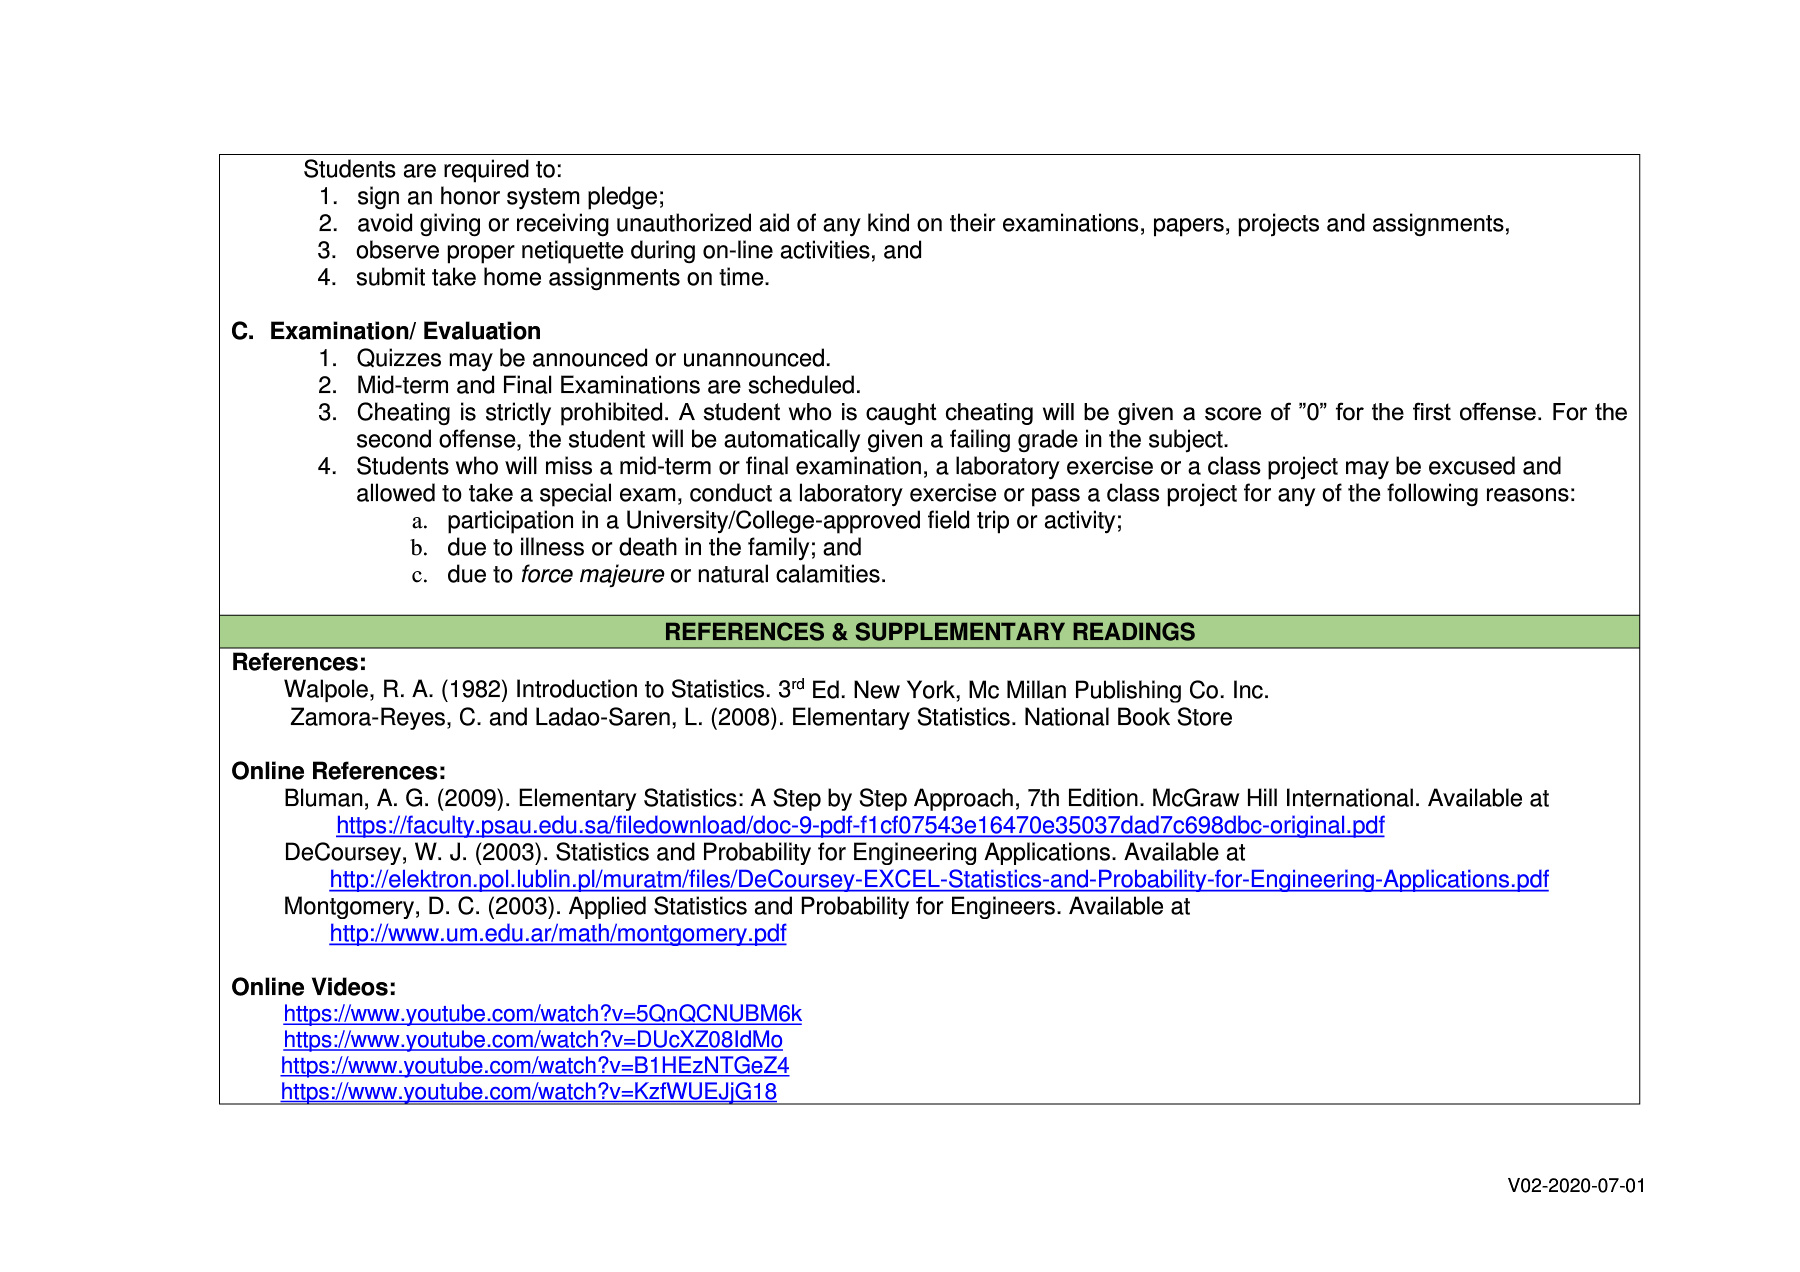 Students are required to:
1. sign an honor system pledge;
2. avoid giving or receiving unauthorized aid of any kind on their examinations, papers, projects and assignments,
3. observe proper netiquette during on-line activities, and
4. submit take home assignments on time.
C. Examination/ Evaluation
1. Quizzes may be announced or unannounced.
2. Mid-term and Final Examinations are scheduled.
3. Cheating is strictly prohibited. A student who is caught cheating will be given a score of ”0” for the first offense. For the
second offense, the student will be automatically given a failing grade in the subject.
4. Students who will miss a mid-term or final examination, a laboratory exercise or a class project may be excused and
allowed to take a special exam, conduct a laboratory exercise or pass a class project for any of the following reasons:
a. participation in a University/College-approved field trip or activity;
b. due to illness or death in the family; and
c. due to force majeure or natural calamities.
REFERENCES & SUPPLEMENTARY READINGS
References:
Walpole, R. A. (1982) Introduction to Statistics. 3rd Ed. New York, Mc Millan Publishing Co. Inc.
Zamora-Reyes, C. and Ladao-Saren, L. (2008). Elementary Statistics. National Book Store
Online References:
Bluman, A. G. (2009). Elementary Statistics: A Step by Step Approach, 7th Edition. McGraw Hill International. Available at
https://faculty.psau.edu.sa/filedownload/doc-9-pdf-f1cf07543e16470e35037dad7c698dbc-original.pdf
DeCoursey, W. J. (2003). Statistics and Probability for Engineering Applications. Available at
http://elektron.pol.lublin.pl/muratm/files/DeCoursey-EXCEL-Statistics-and-Probability-for-Engineering-Applications.pdf
Montgomery, D. C. (2003). Applied Statistics and Probability for Engineers. Available at
http://www.um.edu.ar/math/montgomery.pdf
Online Videos:
https://www.youtube.com/watch?v=5QnQCNUBM6k
https://www.youtube.com/watch?v=DUcXZ08IdMo
https://www.youtube.com/watch?v=B1HEzNTGeZ4
https://www.youtube.com/watch?v=KzfWUEJjG18
V02-2020-07-01